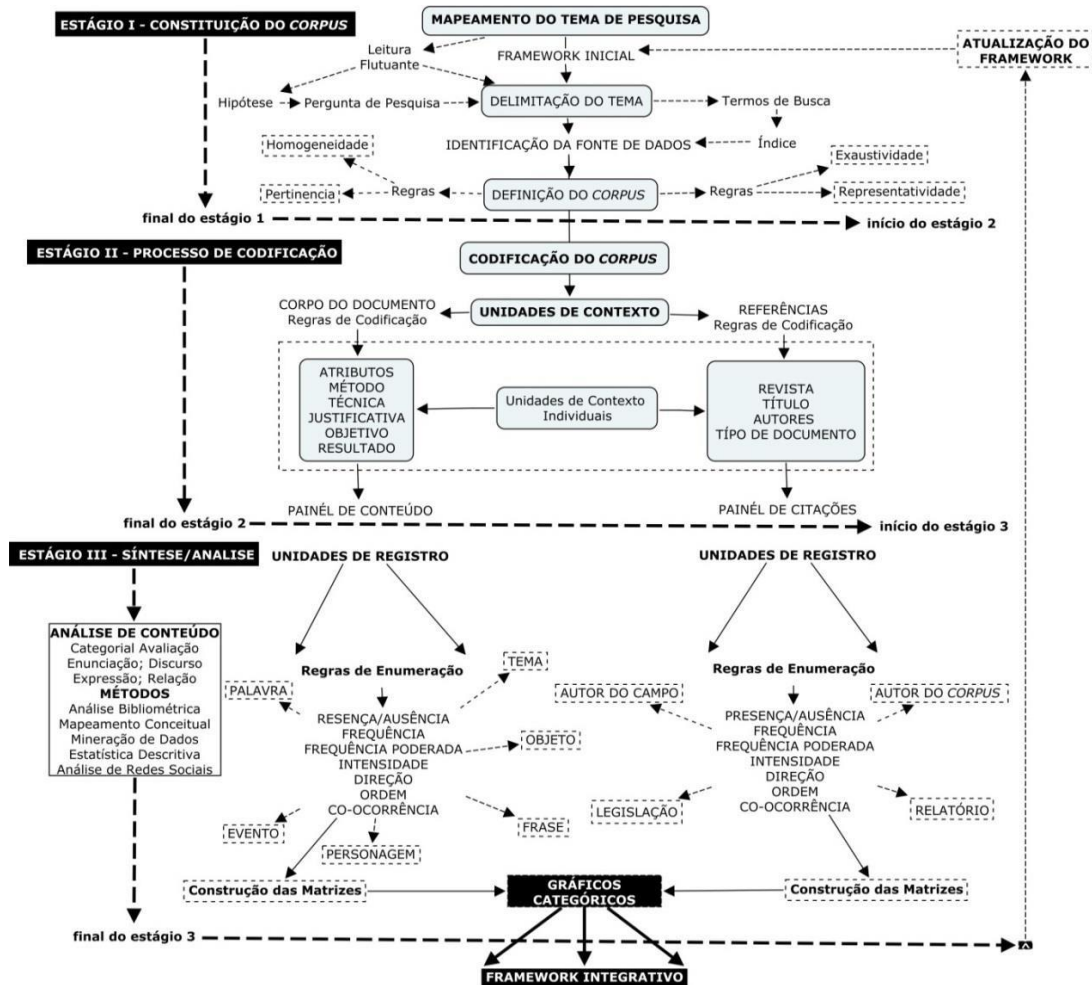 ESTÁGIO I - CONSTITUIÇÃO DO CORPUS
MAPEAMENTO DO TEMA DE PESQUISA
Leitura
Flutuante
FRAMEWORK INICIAL
ATUALIZAÇÃO DO
FRAMEWORK
Hipótese
Pergunta de Pesquisa
DELIMITAÇÃO DO TEMA
Termos de Busca
Homogeneidade
IDENTIFICAÇÃO DA FONTE DE DADOS
Índice
Exaustividade
Pertinencia
Regras
DEFINIÇÃO DO CORPUS
Regras
Representatividade
final do estágio 1
início do estágio 2
ESTÁGIO II - PROCESSO DE CODIFICAÇÃO
CODIFICAÇÃO DO CORPUS
CORPO DO DOCUMENTO
Regras de Codificação
UNIDADES DE CONTEXTO
REFERÊNCIAS
Regras de Codificação
ATRIBUTOS
MÉTODO
TÉCNICA
JUSTIFICATIVA
OBJETIVO
RESULTADO
Unidades de Contexto
Individuais
REVISTA
TÍTULO
AUTORES
TÍPO DE DOCUMENTO
PAINÉL DE CONTEÚDO
PAINÉL DE CITAÇÕES
final do estágio 2
início do estágio 3
ESTÁGIO III - SÍNTESE/ANALISE
UNIDADES DE REGISTRO
UNIDADES DE REGISTRO
ANÁLISE DE CONTEÚDO
Categorial Avaliação
Enunciação; Discurso
Expressão; Relação
MÉTODOS
Análise Bibliométrica
Mapeamento Conceitual
Mineração de Dados
Estatística Descritiva
Análise de Redes Sociais
Regras de Enumeração
TEMA
PALAVRA
RESENÇA/AUSÊNCIA
FREQUÊNCIA
FREQUÊNCIA PODERADA
INTENSIDADE
DIREÇÃO
ORDEM
CO-OCORRÊNCIA
OBJETO
EVENTO
FRASE
PERSONAGEM
Regras de Enumeração
AUTOR DO CAMPO
AUTOR DO CORPUS
PRESENÇA/AUSÊNCIA
FREQUÊNCIA
FREQUÊNCIA PODERADA
INTENSIDADE
DIREÇÃO
ORDEM
CO-OCORRÊNCIA
LEGISLAÇÃO
RELATÓRIO
Construção das Matrizes
GRÁFICOS
CATEGÓRICOS
Construção das Matrizes
final do estágio 3
FRAMEWORK INTEGRATIVO